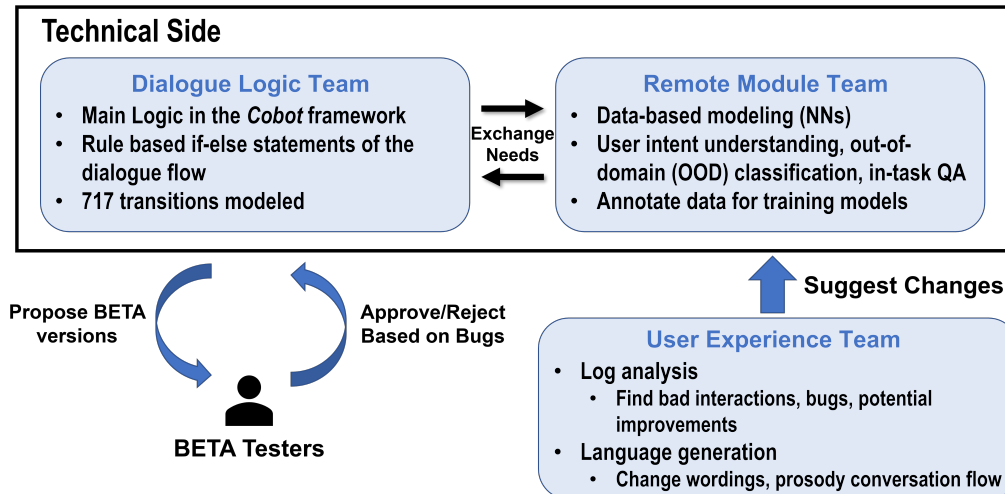 Technical Side
Dialogue Logic Team
• Main Logic in the Cobot framework
• Rule based if-else statements of the
dialogue flow
• 717 transitions modeled
Exchange
Needs
Remote Module Team
• Data-based modeling (NNs)
• User intent understanding, out-of-
domain (OOD) classification, in-task QA
• Annotate data for training models
Propose BETA
versions
Approve/Reject
Based on Bugs
BETA Testers
Suggest Changes
User Experience Team
• Log analysis
• Find bad interactions, bugs, potential
improvements
• Language generation
• Change wordings, prosody conversation flow